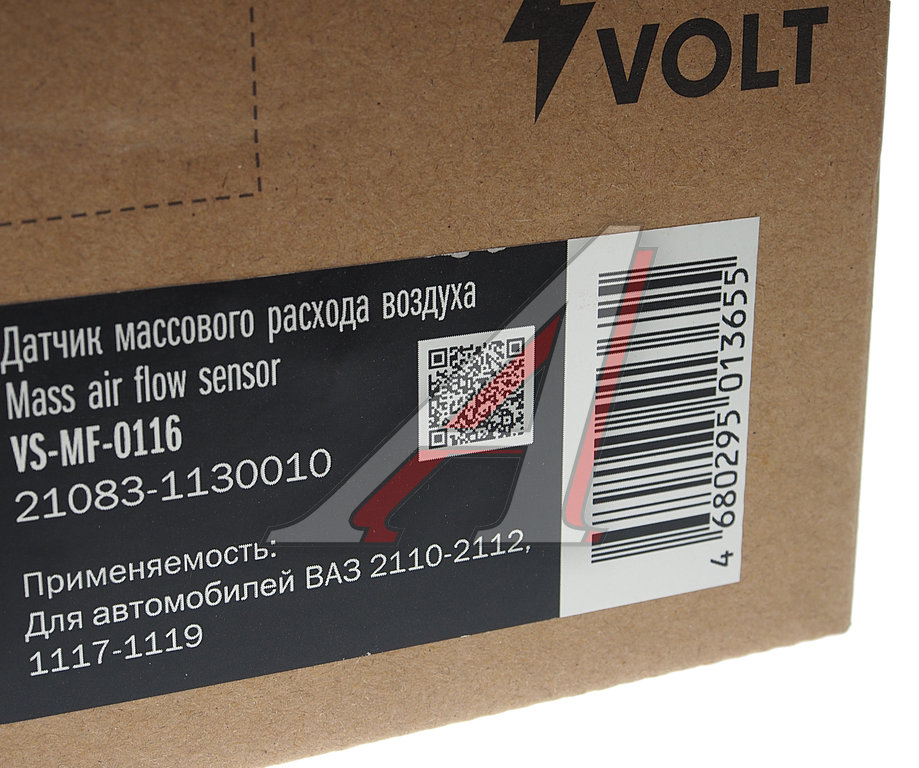 VOLT
Датчик массового расхода воздуха
Mass air flow sensor
VS-MF-0116
21083-1130010
Применяемость:
Для автомобилей ВАЗ 2110-2112,
1117-1119
4 680295 013655